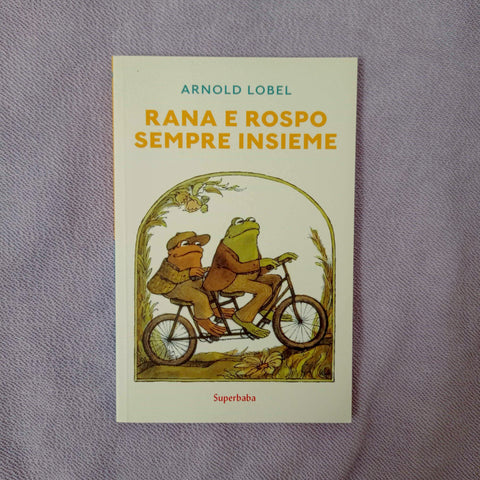 ARNOLD LOBEL
RANA E ROSPO
SEMPRE INSIEME
Superbaba